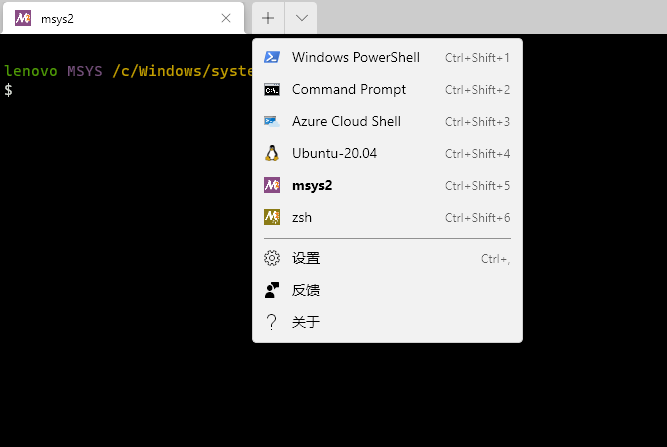 msys2
lenovo MSYS /c/Windows/syste
$
Windows PowerShell Ctrl+Shift+1
Command Prompt Ctrl+Shift+2
Azure Cloud Shell Ctrl+Shift+3
Ubuntu-20.04 Ctrl+Shift+4
msys2 Ctrl+Shift+5
zsh Ctrl+Shift+6
设置 Ctrl+,
反馈
关于